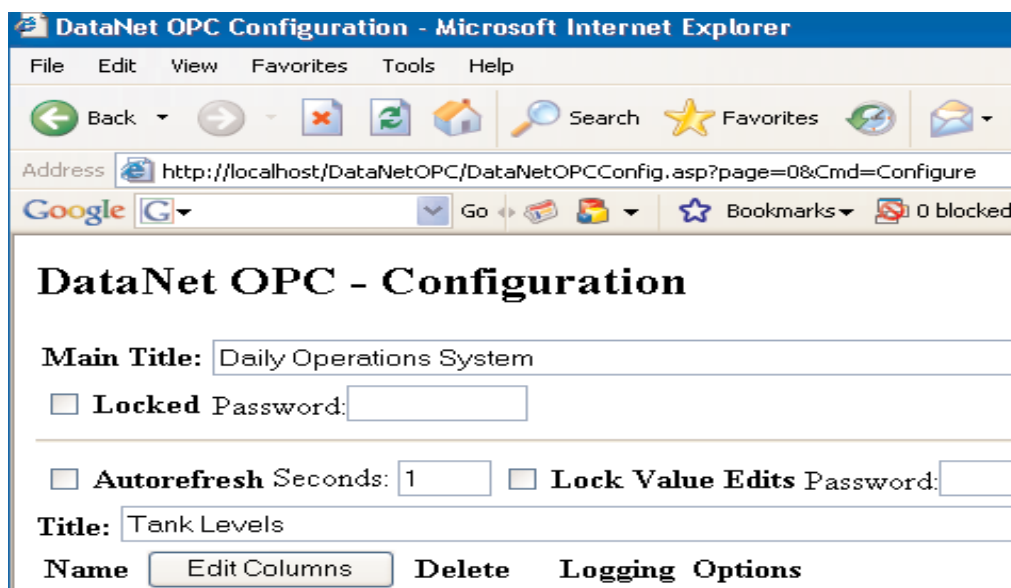 DataNet OPC Configuration - Microsoft Internet Explorer
File Edit View Favorites Tools Help
Back Search Favorites
Address http://localhost/DataNetOPC/DataNetOPCConfig.asp?page=0&Cmd=Configure
Google G Go Bookmarks 0 blocked
DataNet OPC - Configuration
Main Title: Daily Operations System
Locked Password:
Autorefresh Seconds: 1 Lock Value Edits Password:
Title: Tank Levels
Name Edit Columns Delete Logging Options